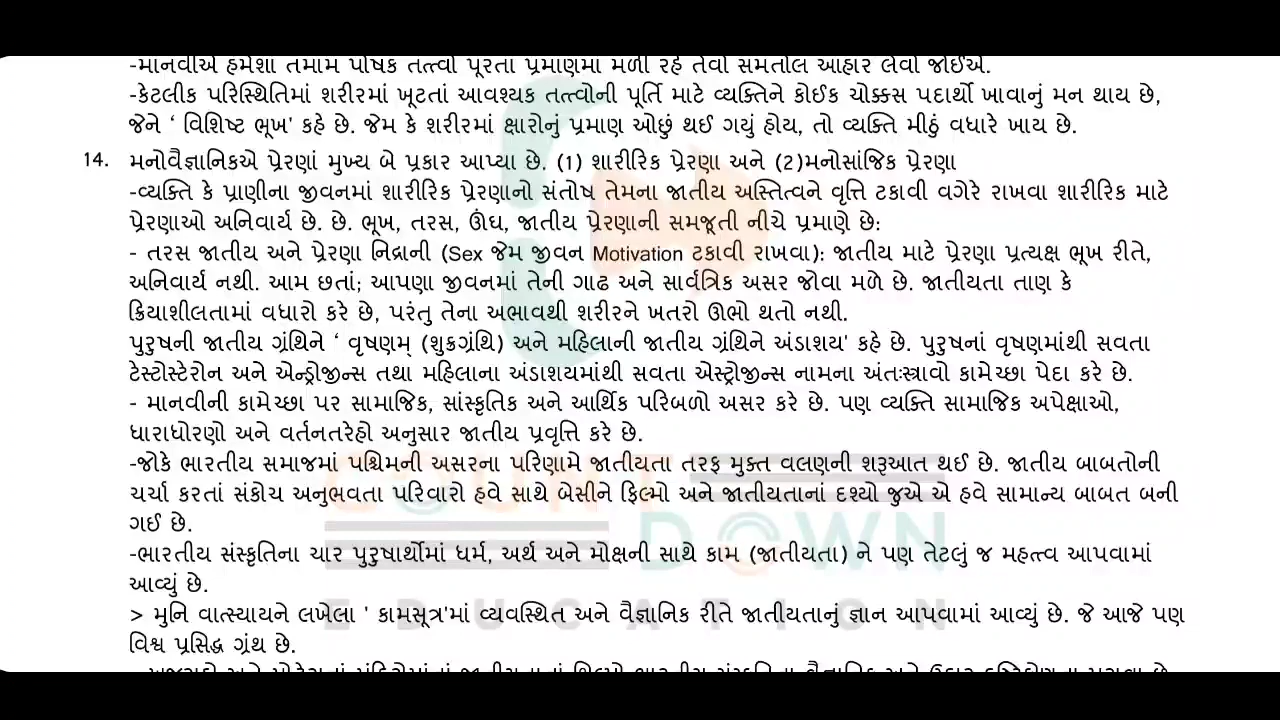 -માનવીએ હંમેશા તમામ પોષક તત્ત્વો પૂરતા પ્રમાણમાં મળી રહે તેવો સમતોલ આહાર લેવો જોઈએ.
-કેટલીક પરિસ્થિતિમાં શરીરમાં ખૂટતાં આવશ્યક તત્ત્વોની પૂર્તિ માટે વ્યક્તિને કોઈક ચોક્કસ પદાર્થો ખાવાનું મન થાય છે,
જેને ‘ વિશિષ્ટ ભૂખ' કહે છે. જેમ કે શરીરમાં ક્ષારોનું પ્રમાણ ઓછું થઈ ગયું હોય, તો વ્યક્તિ મીઠું વધારે ખાય છે.
14. મનોવૈજ્ઞાનિકએ પ્રેરણાં મુખ્ય બે પ્રકાર આપ્યા છે. (1) શારીરિક પ્રેરણા અને (2)મનોસાંજિક પ્રેરણા
-વ્યક્તિ કે પ્રાણીના જીવનમાં શારીરિક પ્રેરણાનો સંતોષ તેમના જાતીય અસ્તિત્વને વૃત્તિ ટકાવી વગેરે રાખવા શારીરિક માટે
પ્રેરણાઓ અનિવાર્ય છે. છે. ભૂખ, તરસ, ઊંઘ, જાતીય પ્રેરણાની સમજૂતી નીચે પ્રમાણે છે:
- તરસ જાતીય અને પ્રેરણા નિદ્રાની (Sex જેમ જીવન Motivation ટકાવી રાખવા): જાતીય માટે પ્રેરણા પ્રત્યક્ષ ભૂખ રીતે,
અનિવાર્ય નથી. આમ છતાં; આપણા જીવનમાં તેની ગાઢ અને સાર્વત્રિક અસર જોવા મળે છે. જાતીયતા તાણ કે
ક્રિયાશીલતામાં વધારો કરે છે, પરંતુ તેના અભાવથી શરીરને ખતરો ઊભો થતો નથી.
પુરુષની જાતીય ગ્રંથિને ‘ વૃષણમ્ (શુક્રગ્રંથિ) અને મહિલાની જાતીય ગ્રંથિને અંડાશય' કહે છે. પુરુષનાં વૃષણમાંથી સવતા
ટેસ્ટોસ્ટેરોન અને એન્ડ્રોજીન્સ તથા મહિલાના અંડાશયમાંથી સવતા એસ્ટ્રોજીન્સ નામના અંતઃસ્ત્રાવો કામેચ્છા પેદા કરે છે.
- માનવીની કામેચ્છા પર સામાજિક, સાંસ્કૃતિક અને આર્થિક પરિબળો અસર કરે છે. પણ વ્યક્તિ સામાજિક અપેક્ષાઓ,
ધારાધોરણો અને વર્તનતરેહો અનુસાર જાતીય પ્રવૃત્તિ કરે છે.
-જોકે ભારતીય સમાજમાં પશ્ચિમની અસરના પરિણામે જાતીયતા તરફ મુક્ત વલણની શરૂઆત થઈ છે. જાતીય બાબતોની
ચર્ચા કરતાં સંકોચ અનુભવતા પરિવારો હવે સાથે બેસીને ફિલ્મો અને જાતીયતાનાં દશ્યો જુએ એ હવે સામાન્ય બાબત બની
ગઈ છે.
-ભારતીય સંસ્કૃતિના ચાર પુરુષાર્થોમાં ધર્મ, અર્થ અને મોક્ષની સાથે કામ (જાતીયતા) ને પણ તેટલું જ મહત્વ આપવામાં
આવ્યું છે.
> મુનિ વાત્સ્યાયને લખેલા ' કામસૂત્ર'માં વ્યવસ્થિત અને વૈજ્ઞાનિક રીતે જાતીયતાનું જ્ઞાન આપવામાં આવ્યું છે. જે આજે પણ
વિશ્વ પ્રસિદ્ધ ગ્રંથ છે.
COUNT
DOWN
EDUCATION